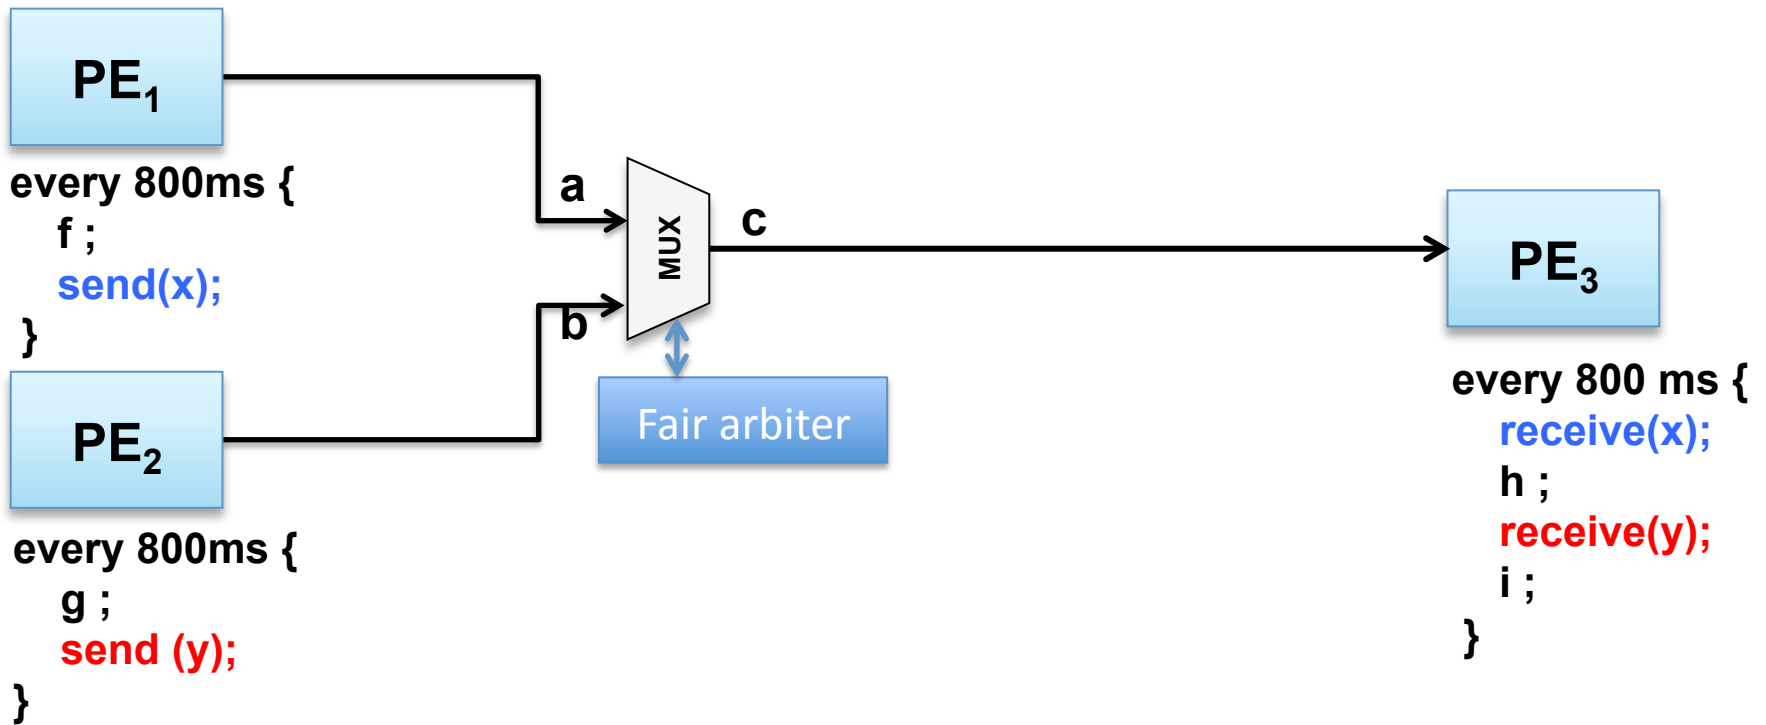 PE1
every 800ms {
f ;
send(x);
}
a
b
MUX
c
Fair arbiter
PE2
every 800ms {
g ;
send (y);
}
PE3
every 800 ms {
receive(x);
h ;
receive(y);
i ;
}